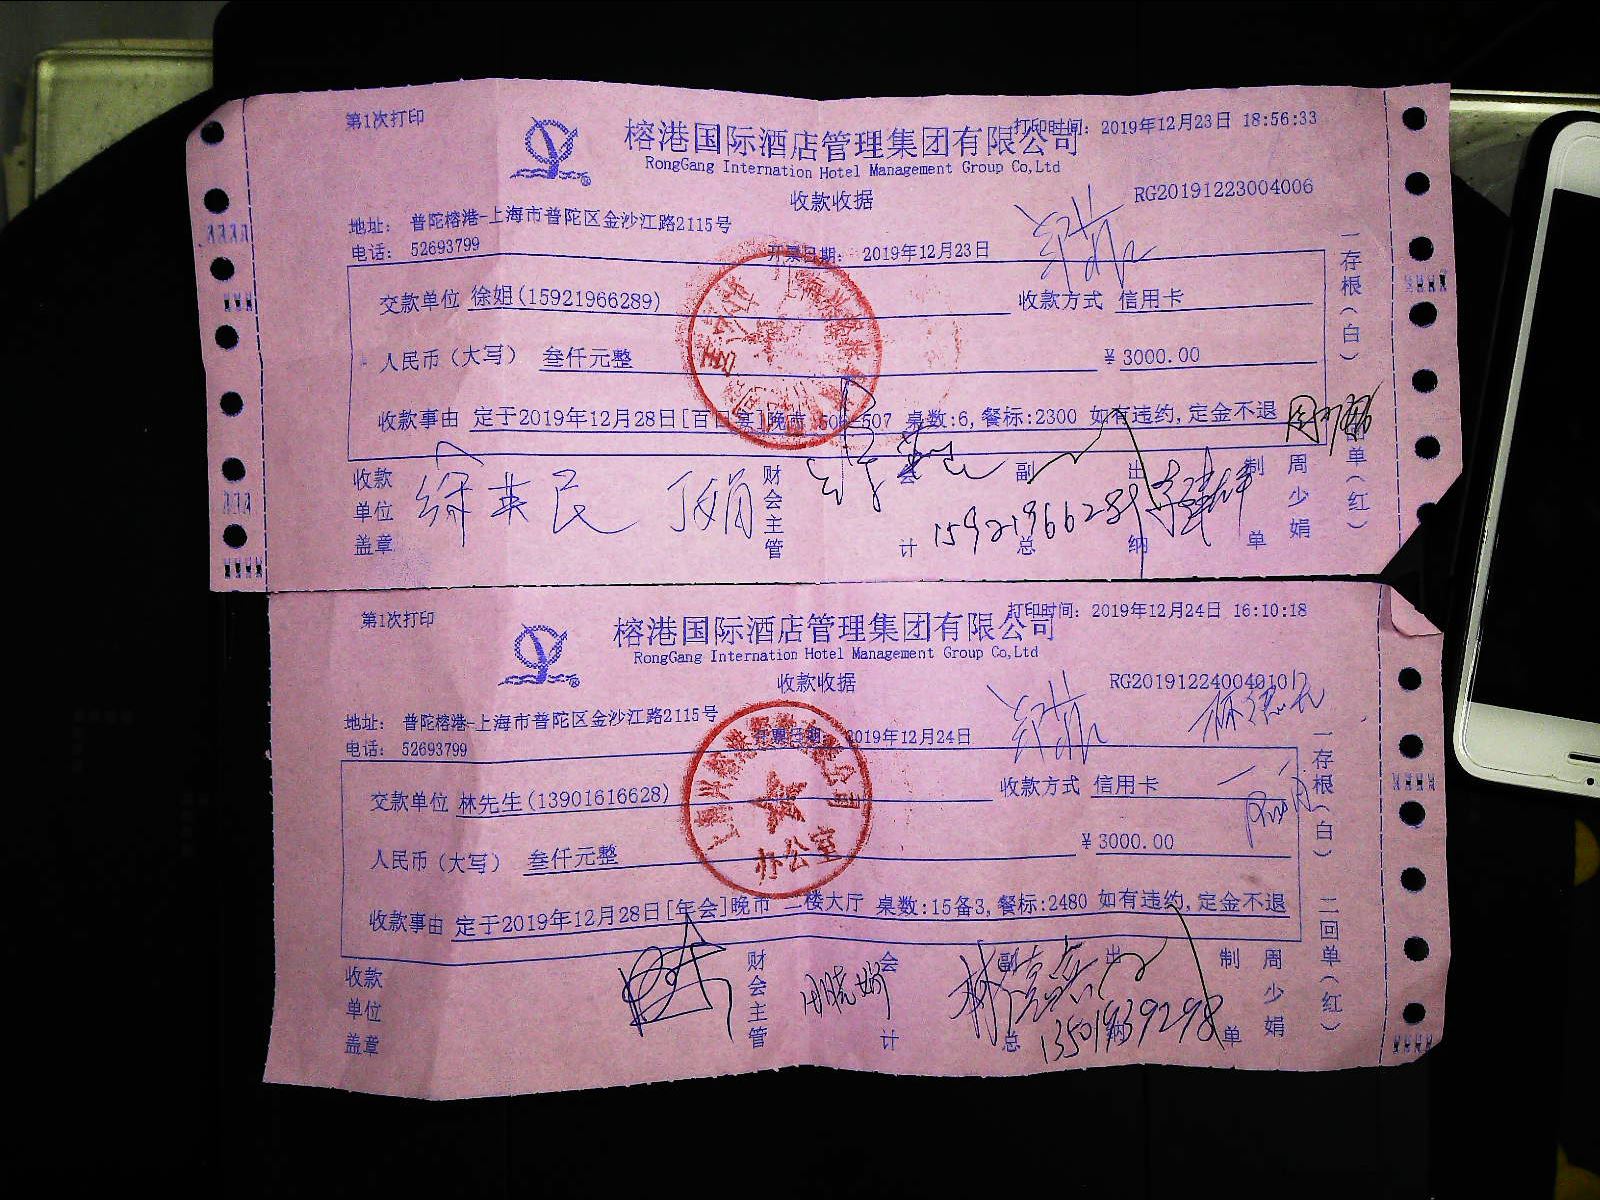 第1次打印
榕港国际酒店管理集团有限公司
打印时间: 2019年12月23日 18:56:33
RongGang Internation Hotel Management Group Co,Ltd
收款收据
RG20191223004006
地址: 普陀榕港-上海市普陀区金沙江路2115号
电话: 52693799
开票日期: 2019年12月23日
交款单位 徐姐(15921966289)
收款方式 信用卡
人民币（大写） 叁仟元整
¥3000.00
收款事由 定于2019年12月28日[百日宴]晚市 506-507 桌数:6,餐标:2300 如有违约,定金不退
一存根（白） 二回单（红）
收款单位盖章
徐英民
财会主管
会计
副总
出纳
制单
周少娟
15921966289
第1次打印
榕港国际酒店管理集团有限公司
打印时间: 2019年12月24日 16:10:18
RongGang Internation Hotel Management Group Co,Ltd
收款收据
RG20191224004010
地址: 普陀榕港-上海市普陀区金沙江路2115号
电话: 52693799
开票日期: 2019年12月24日
办公室
交款单位 林先生(13901616628)
收款方式 信用卡
人民币（大写） 叁仟元整
¥3000.00
收款事由 定于2019年12月28日[年会]晚市 二楼大厅 桌数:15备3,餐标:2480 如有违约,定金不退
一存根（白） 二回单（红）
收款单位盖章
财会主管
会计
副总
出纳
制单
周少娟
13501939298